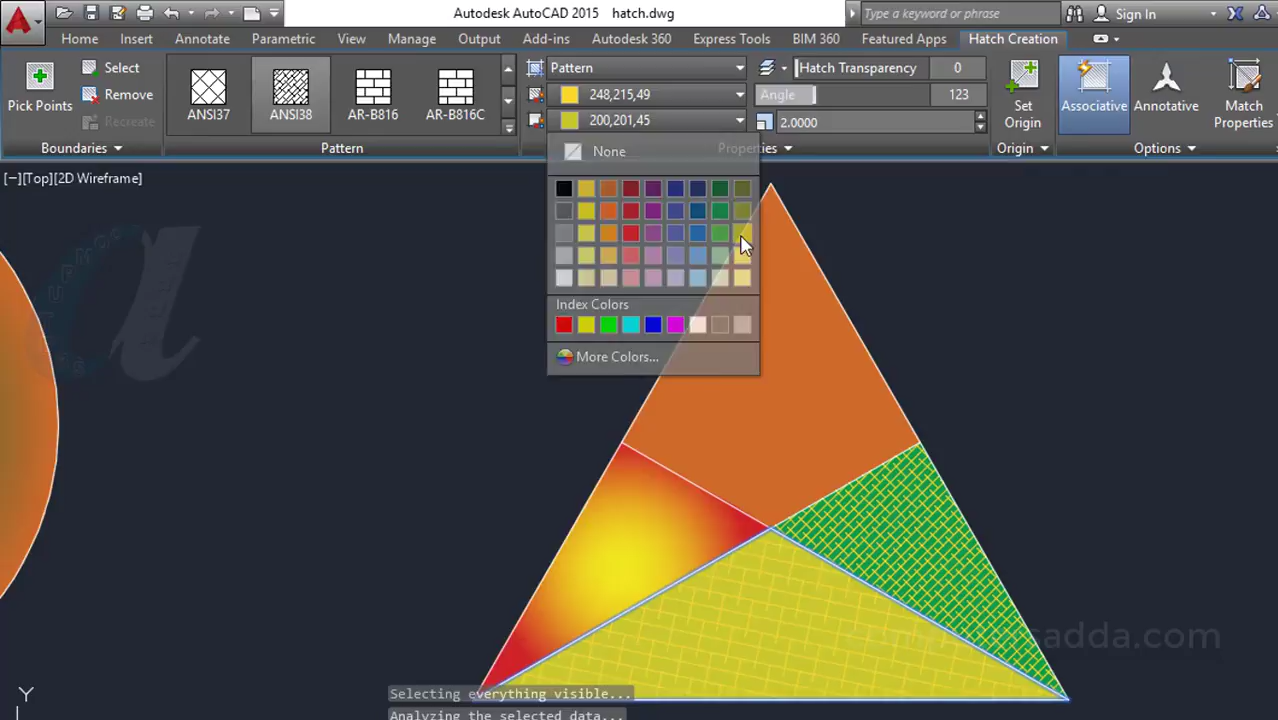 Autodesk AutoCAD 2015 hatch.dwg
Type a keyword or phrase
Sign In
Home Insert Annotate Parametric View Manage Output Add-ins Autodesk 360 Express Tools BIM 360 Featured Apps Hatch Creation
Pick Points
Select
Remove
Recreate
Boundaries
ANSI37
ANSI38
AR-B816
AR-B816C
Pattern
Pattern
248,215,49
200,201,45
Hatch Transparency 0
Angle 123
2.0000
Properties
Set Origin
Origin
Associative
Annotative
Match Properties
Options
None
Index Colors
More Colors...
[−][Top][2D Wireframe]
Y
Selecting everything visible...
Analyzing the selected data...